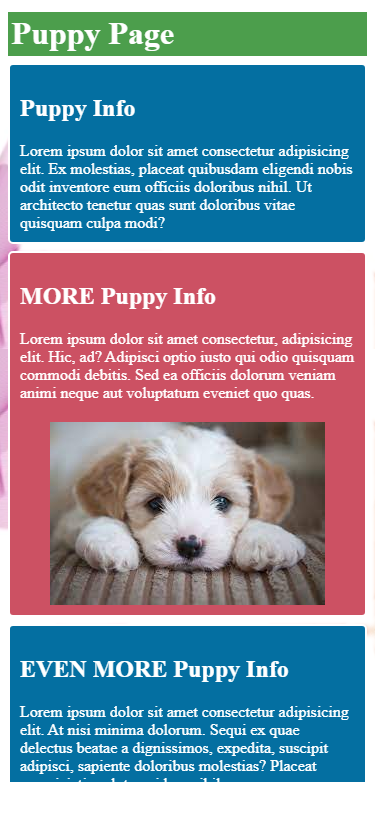 Puppy Page
Puppy Info
Lorem ipsum dolor sit amet consectetur adipisicing
elit. Ex molestias, placeat quibusdam eligendi nobis
odit inventore eum officiis doloribus nihil. Ut
architecto tenetur quas sunt doloribus vitae
quisquam culpa modi?
MORE Puppy Info
Lorem ipsum dolor sit amet consectetur, adipisicing
elit. Hic, ad? Adipisci optio iusto qui odio quisquam
commodi debitis. Sed ea officiis dolorum veniam
animi neque aut voluptatum eveniet quo quas.
EVEN MORE Puppy Info
Lorem ipsum dolor sit amet consectetur adipisicing
elit. At nisi minima dolorum. Sequi ex quae
delectus beatae a dignissimos, expedita, suscipit
adipisci, sapiente doloribus molestias? Placeat